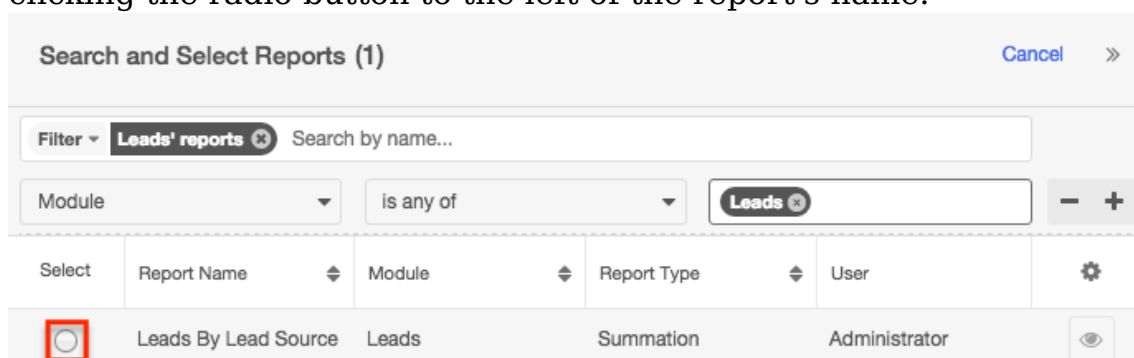 clicking the radio button to the left of the report's name.
Search and Select Reports (1) Cancel »
Filter Leads' reports Search by name...
Module is any of Leads − +
Select Report Name Module Report Type User
Leads By Lead Source Leads Summation Administrator